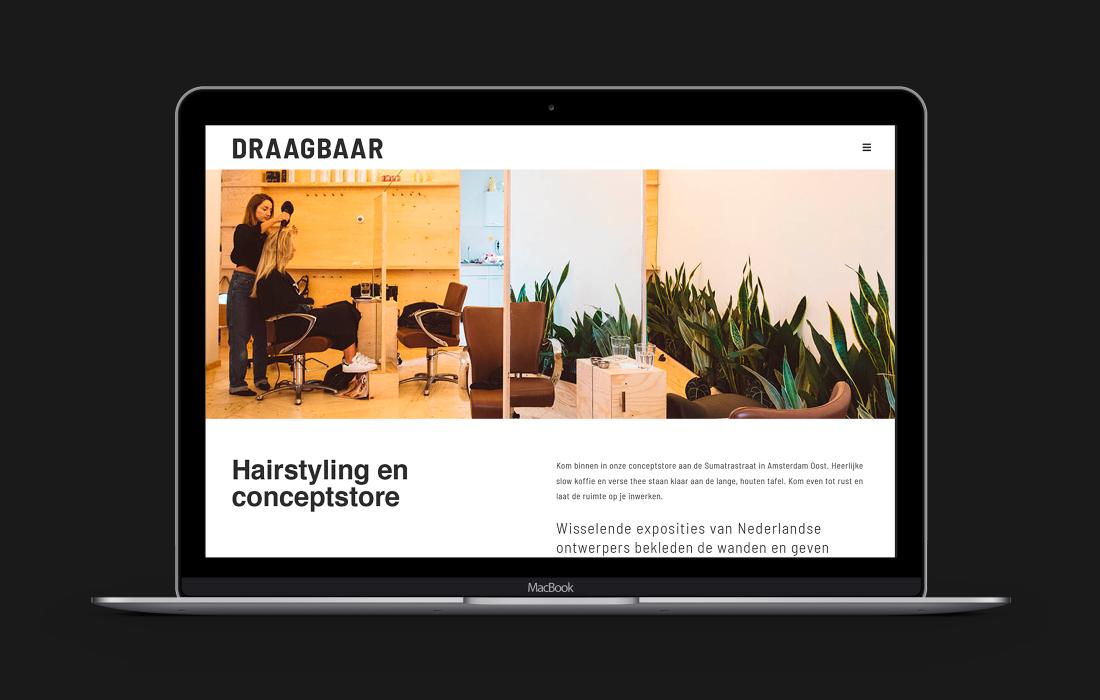 DRAAGBAAR
Hairstyling en
conceptstore
Kom binnen in onze conceptstore aan de Sumatrastraat in Amsterdam Oost. Heerlijke
slow koffie en verse thee staan klaar aan de lange, houten tafel. Kom even tot rust en
laat de ruimte op je inwerken.
Wisselende exposities van Nederlandse
ontwerpers bekleden de wanden en geven
MacBook